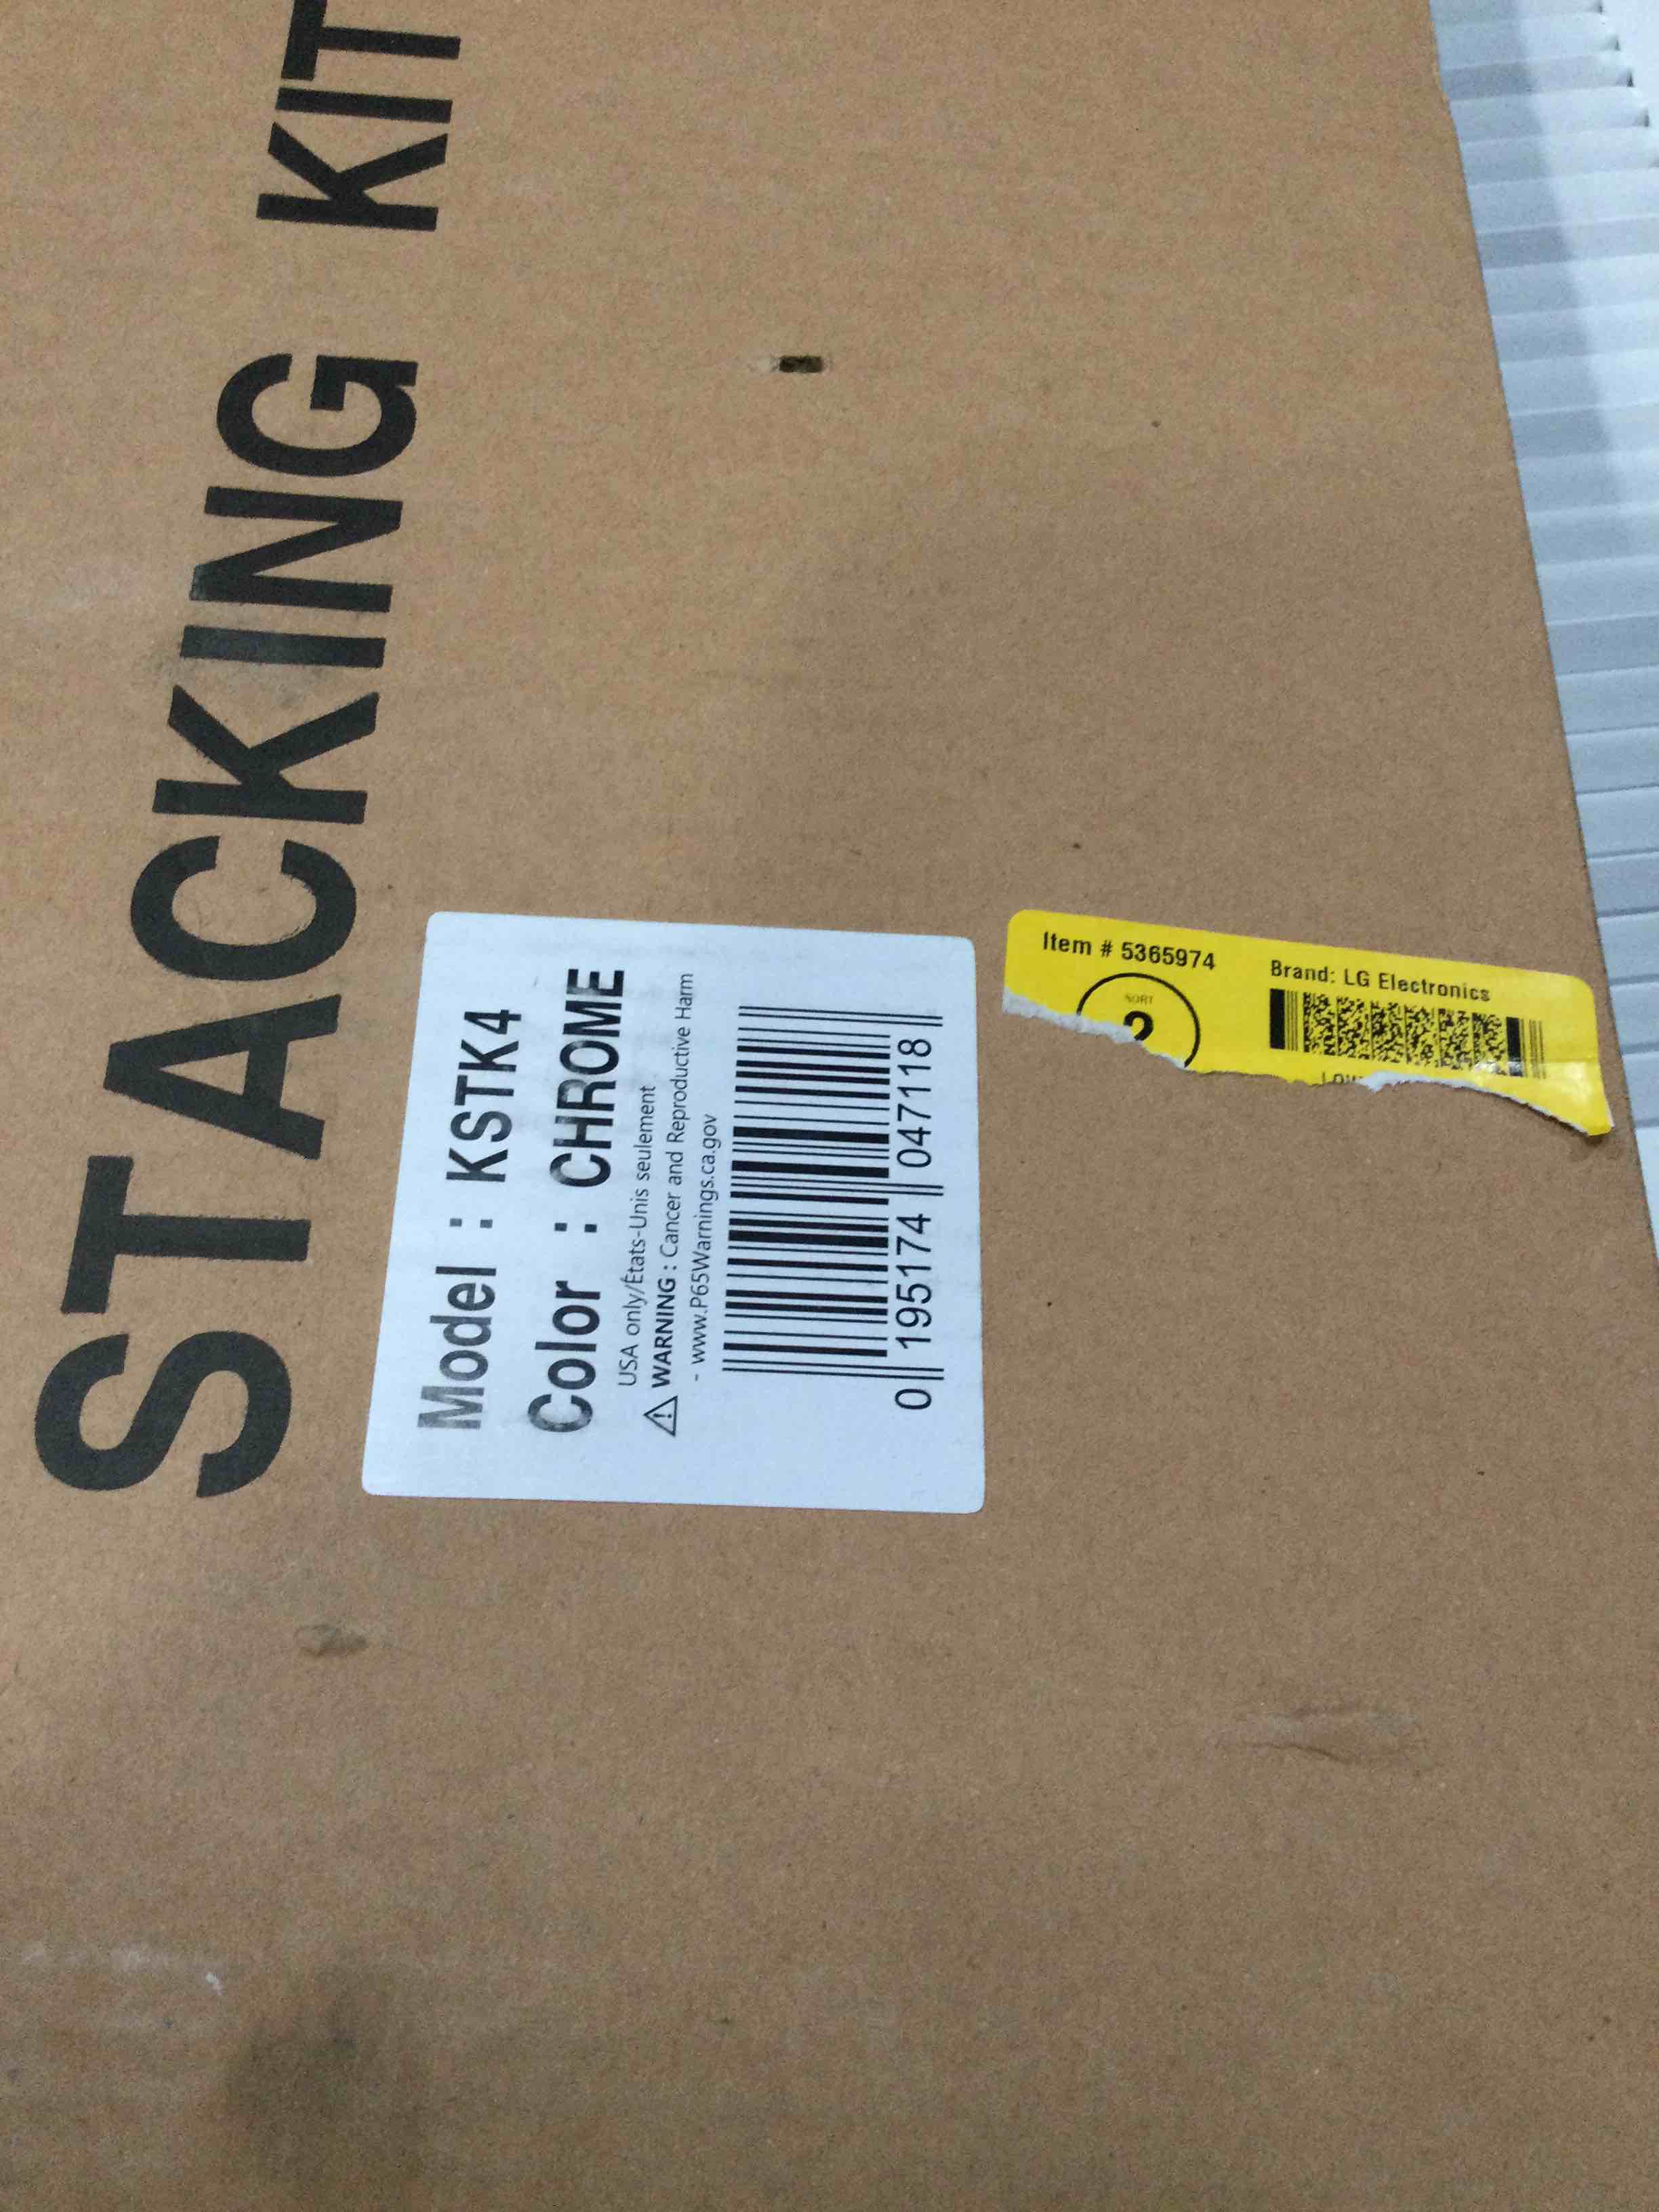 STACKING KIT
Model : KSTK4
Color : CHROME
USA only/États-Unis seulement
⚠ WARNING : Cancer and Reproductive Harm
- www.P65Warnings.ca.gov
0 195174 047118
Item # 5365974
SORT
Brand: LG Electronics